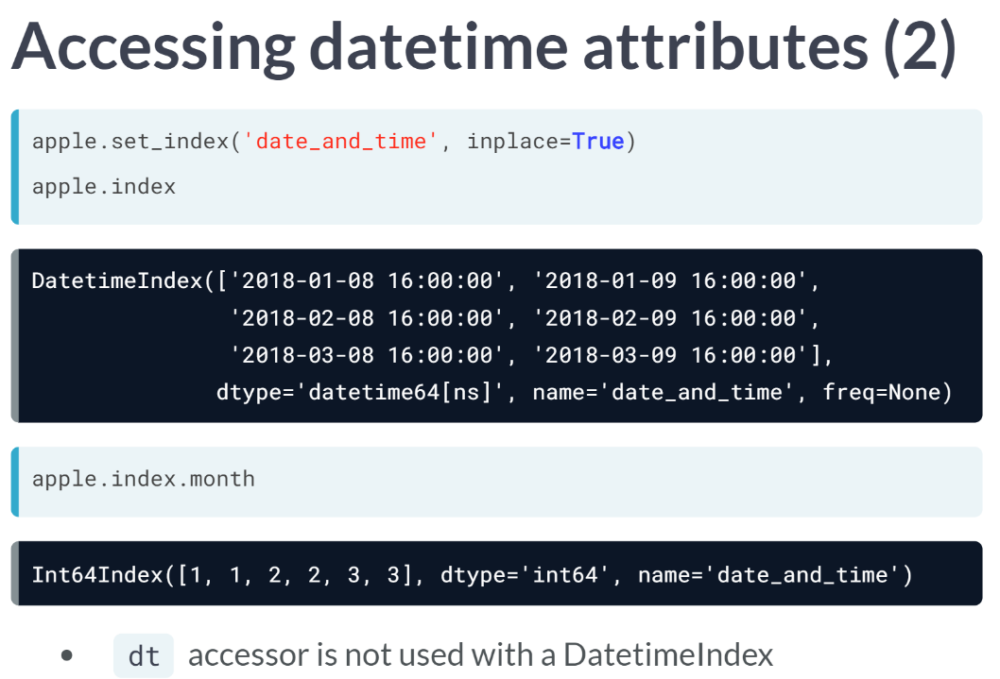 Accessing datetime attributes (2)
apple.set_index('date_and_time', inplace=True)
apple.index
DatetimeIndex(['2018-01-08 16:00:00', '2018-01-09 16:00:00',
'2018-02-08 16:00:00', '2018-02-09 16:00:00',
'2018-03-08 16:00:00', '2018-03-09 16:00:00'],
dtype='datetime64[ns]', name='date_and_time', freq=None)
apple.index.month
Int64Index([1, 1, 2, 2, 3, 3], dtype='int64', name='date_and_time')
• dt accessor is not used with a DatetimeIndex